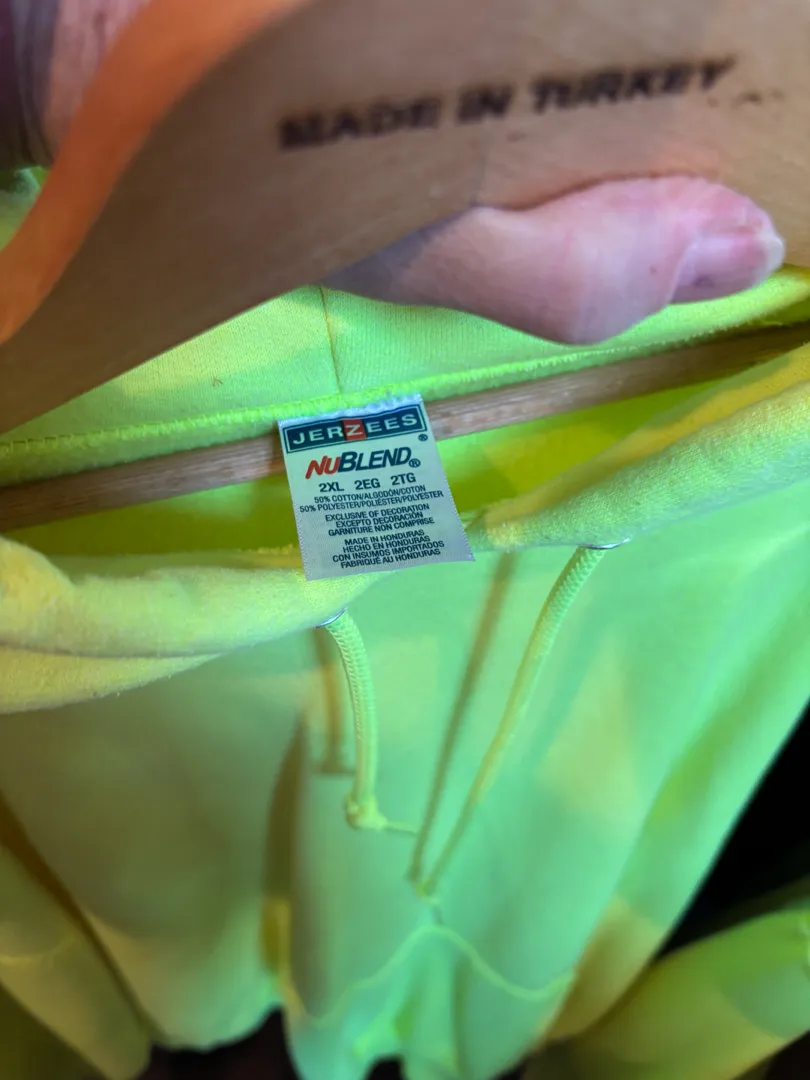 MADE IN TURKEY
JERZEES®
NUBLEND®
2XL 2EG 2TG
50% COTTON/ALGODÓN/COTON
50% POLYESTER/POLIÉSTER/POLYESTER
EXCLUSIVE OF DECORATION
EXCEPTO DECORACIÓN
GARNITURE NON COMPRISE
MADE IN HONDURAS
HECHO EN HONDURAS
CON INSUMOS IMPORTADOS
FABRIQUÉ AU HONDURAS